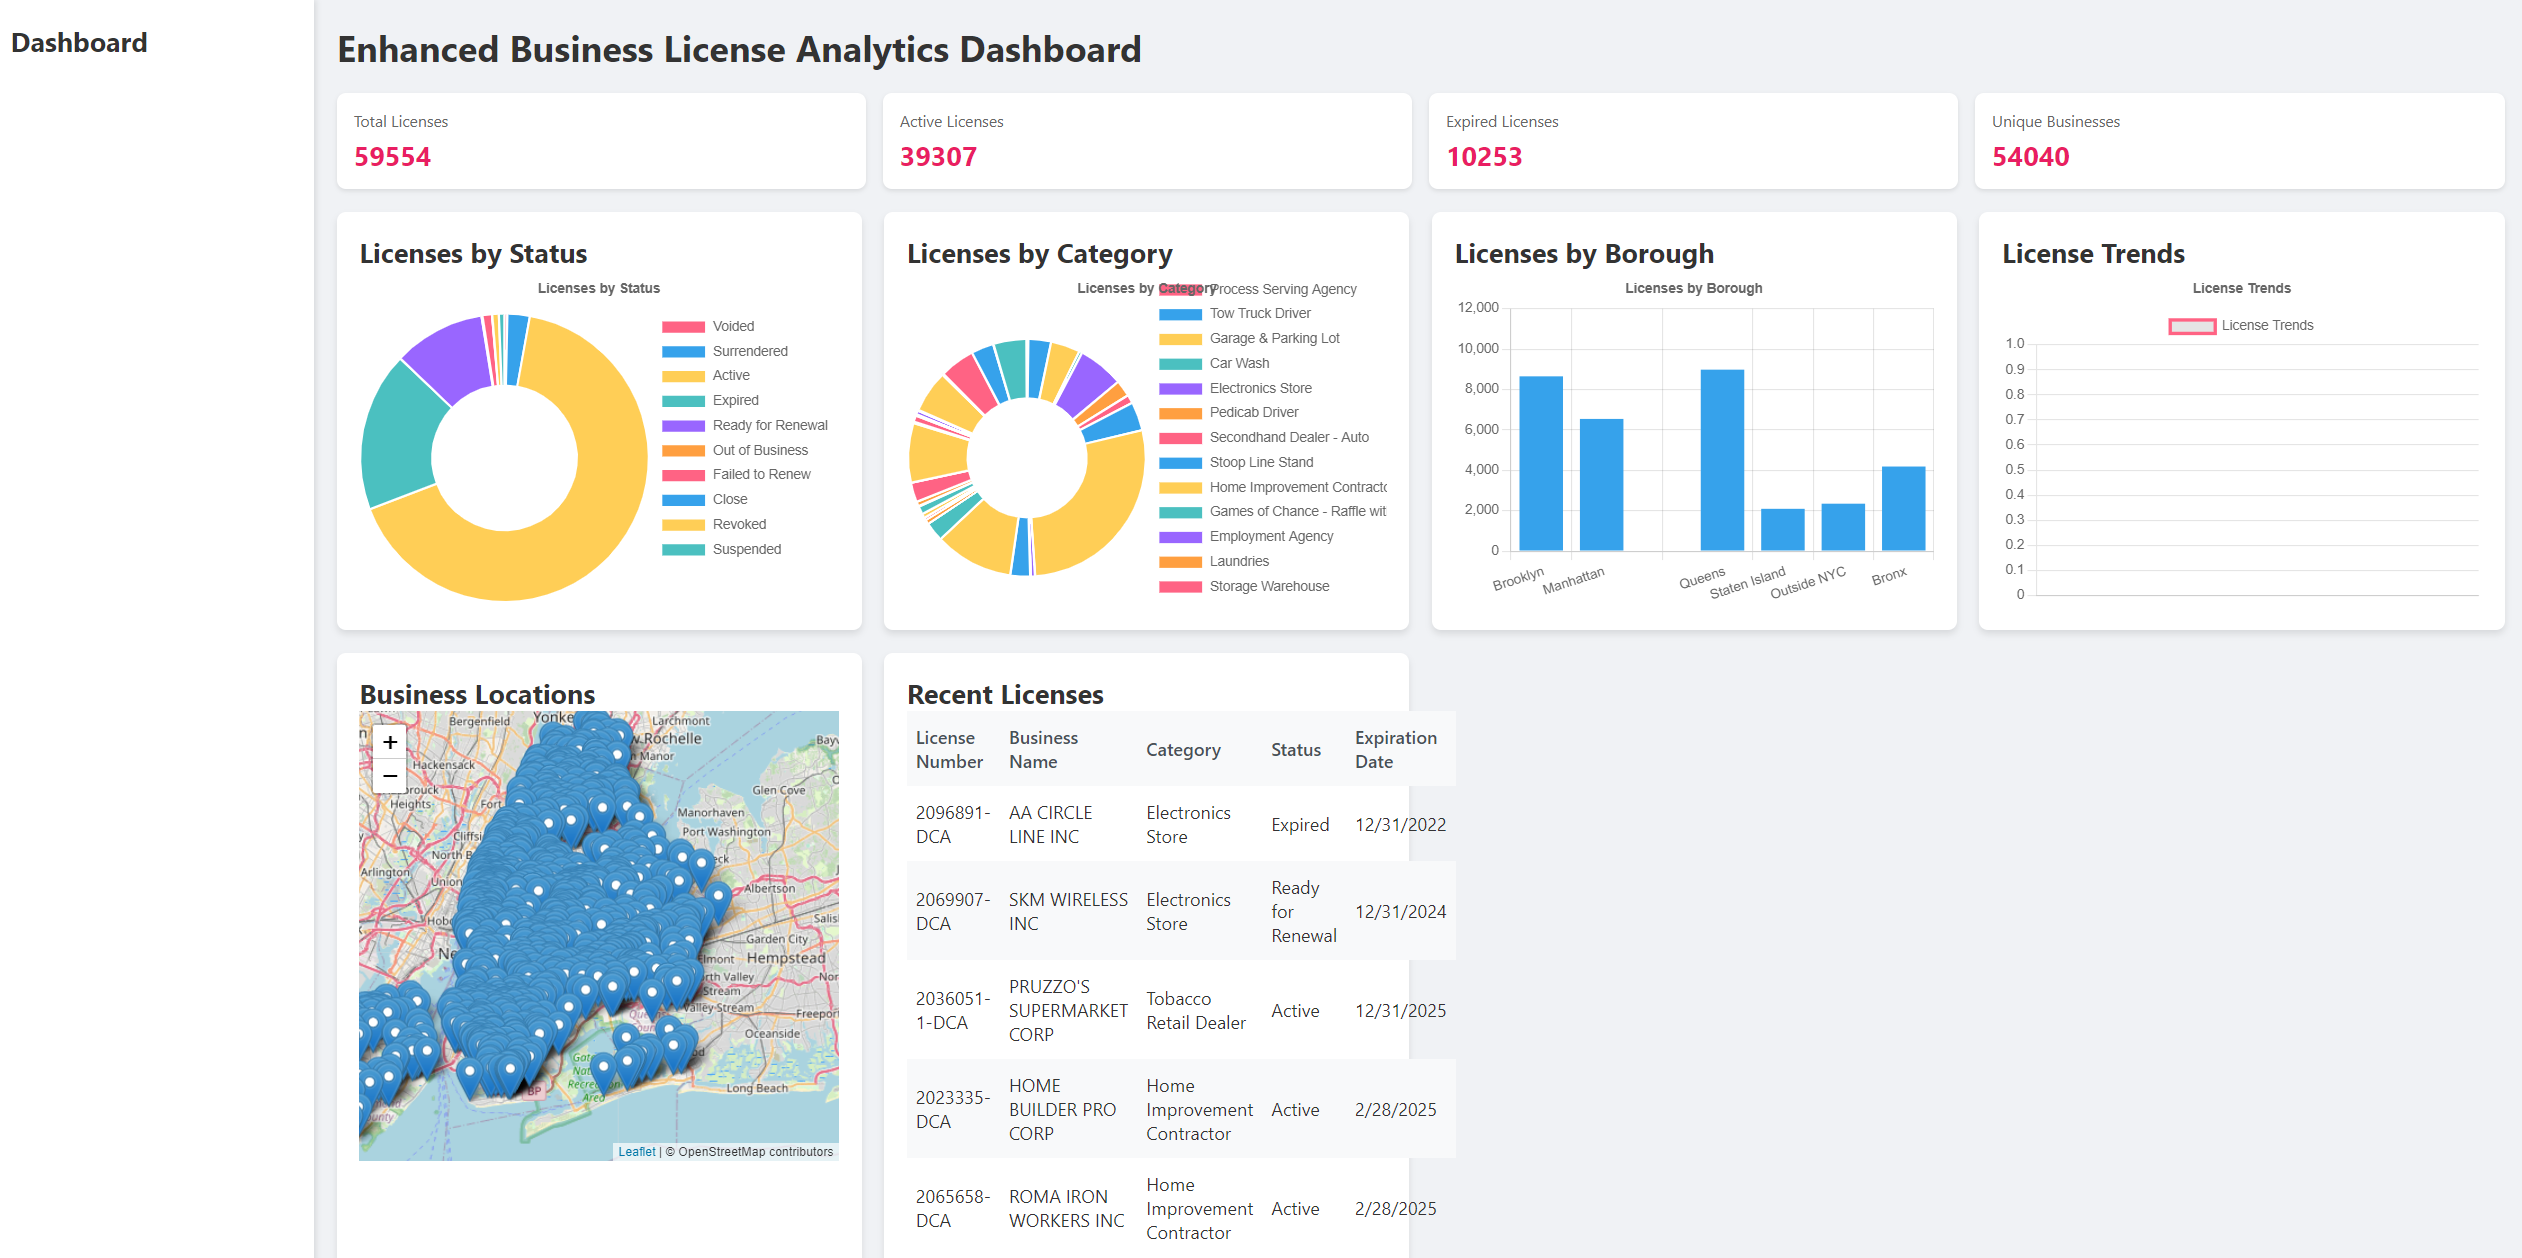 Dashboard
Enhanced Business License Analytics Dashboard
Total Licenses
59554
Active Licenses
39307
Expired Licenses
10253
Unique Businesses
54040
Licenses by Status
Licenses by Status
Voided
Surrendered
Active
Expired
Ready for Renewal
Out of Business
Failed to Renew
Close
Revoked
Suspended
Licenses by Category
Licenses by Category
Process Serving Agency
Tow Truck Driver
Garage & Parking Lot
Car Wash
Electronics Store
Pedicab Driver
Secondhand Dealer - Auto
Stoop Line Stand
Home Improvement Contracto
Games of Chance - Raffle wit
Employment Agency
Laundries
Storage Warehouse
Licenses by Borough
Licenses by Borough
12,000
10,000
8,000
6,000
4,000
2,000
0
Brooklyn
Manhattan
Queens
Staten Island
Outside NYC
Bronx
License Trends
License Trends
License Trends
1.0
0.9
0.8
0.7
0.6
0.5
0.4
0.3
0.2
0.1
0
Business Locations
+
−
Bergenfield
Yonke
Larchmont
w Rochelle
n Manor
Hackensack
Glen Cove
Heights
Fort
Manorhaven
Port Washington
Cliffsi
North B
eck
Arlington
Union
Albertson
Salis
Hobo
Garden City
Ne
Elmont
Hempstead
rth Valley
Stream
Valley Stream
Freeport
Oceanside
Long Beach
BP
Area
Leaflet | © OpenStreetMap contributors
Recent Licenses
License Number
Business Name
Category
Status
Expiration Date
2096891-
DCA
AA CIRCLE
LINE INC
Electronics
Store
Expired
12/31/2022
2069907-
DCA
SKM WIRELESS
INC
Electronics
Store
Ready
for
Renewal
12/31/2024
2036051-
1-DCA
PRUZZO'S
SUPERMARKET
CORP
Tobacco
Retail Dealer
Active
12/31/2025
2023335-
DCA
HOME
BUILDER PRO
CORP
Home
Improvement
Contractor
Active
2/28/2025
2065658-
DCA
ROMA IRON
WORKERS INC
Home
Improvement
Contractor
Active
2/28/2025